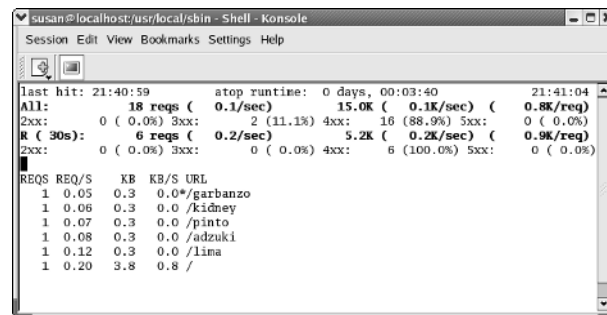 susan@localhost:/usr/local/sbin - Shell - Konsole
Session Edit View Bookmarks Settings Help
last hit: 21:40:59 atop runtime: 0 days, 00:03:40 21:41:04
All: 18 reqs ( 0.1/sec) 15.0K ( 0.1K/sec) ( 0.8K/req)
2xx: 0 ( 0.0%) 3xx: 2 (11.1%) 4xx: 16 (88.9%) 5xx: 0 ( 0.0%)
R ( 30s): 6 reqs ( 0.2/sec) 5.2K ( 0.2K/sec) ( 0.9K/req)
2xx: 0 ( 0.0%) 3xx: 0 ( 0.0%) 4xx: 6 (100.0%) 5xx: 0 ( 0.0%)
REQS REQ/S KB KB/S URL
1 0.05 0.3 0.0*/garbanzo
1 0.06 0.3 0.0 /kidney
1 0.07 0.3 0.0 /pinto
1 0.08 0.3 0.0 /adzuki
1 0.12 0.3 0.0 /lima
1 0.20 3.8 0.8 /